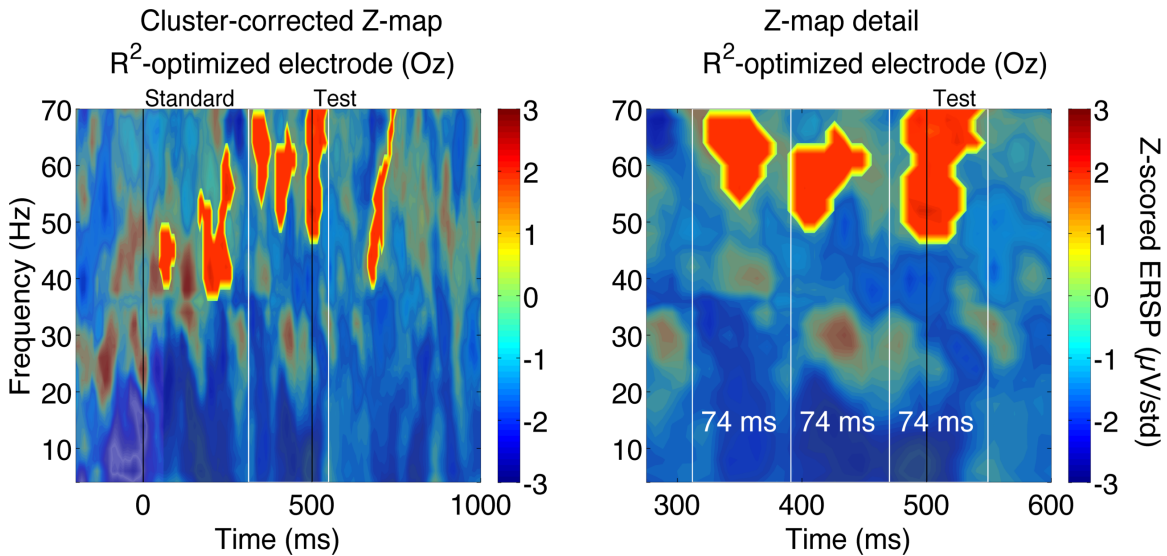 Cluster-corrected Z-map
R²-optimized electrode (Oz)
Standard
Test
70
60
50
40
30
20
10
Frequency (Hz)
0
500
1000
Time (ms)
3
2
1
0
-1
-2
-3
Z-map detail
R²-optimized electrode (Oz)
Test
70
60
50
40
30
20
10
74 ms
74 ms
74 ms
300
400
500
600
Time (ms)
3
2
1
0
-1
-2
-3
Z-scored ERSP (μV/std)